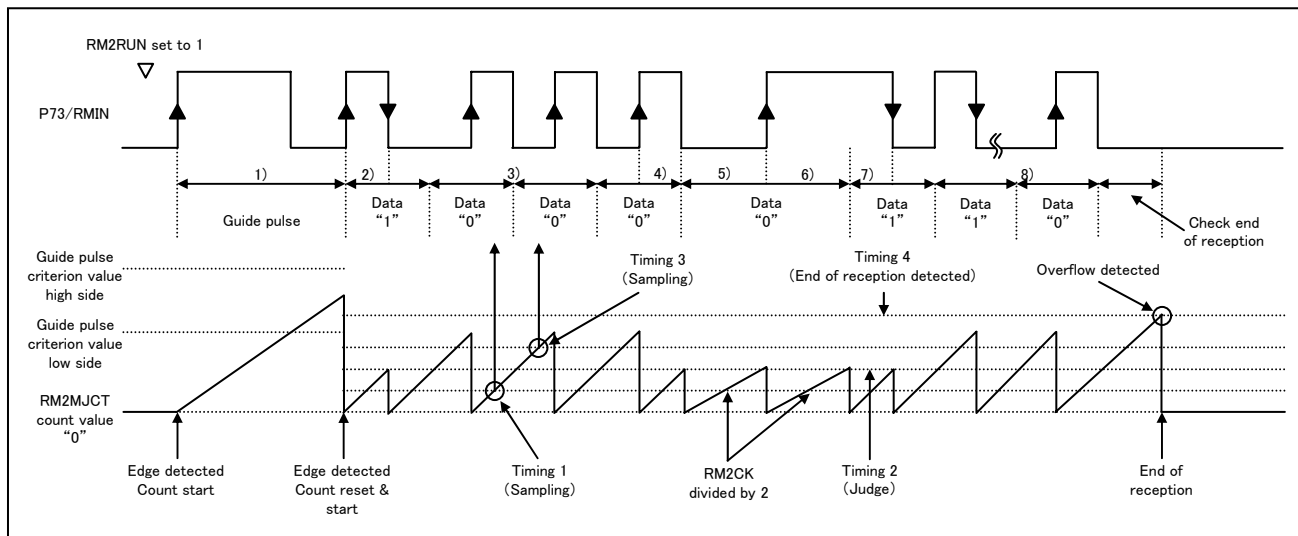 RM2RUN set to 1
P73/RMIN
1)
2)
3)
4)
5)
6)
7)
8)
Guide pulse
Data
“1”
Data
“0”
Data
“0”
Data
“0”
Data
“0”
Data
“1”
Data
“1”
Data
“0”
Check end
of reception
Guide pulse
criterion value
high side
Timing 3
(Sampling)
Timing 4
(End of reception detected)
Overflow detected
Guide pulse
criterion value
low side
RM2MJCT
count value
“0”
Edge detected
Count start
Edge detected
Count reset &
start
Timing 1
(Sampling)
RM2CK
divided by 2
Timing 2
(Judge)
End of
reception